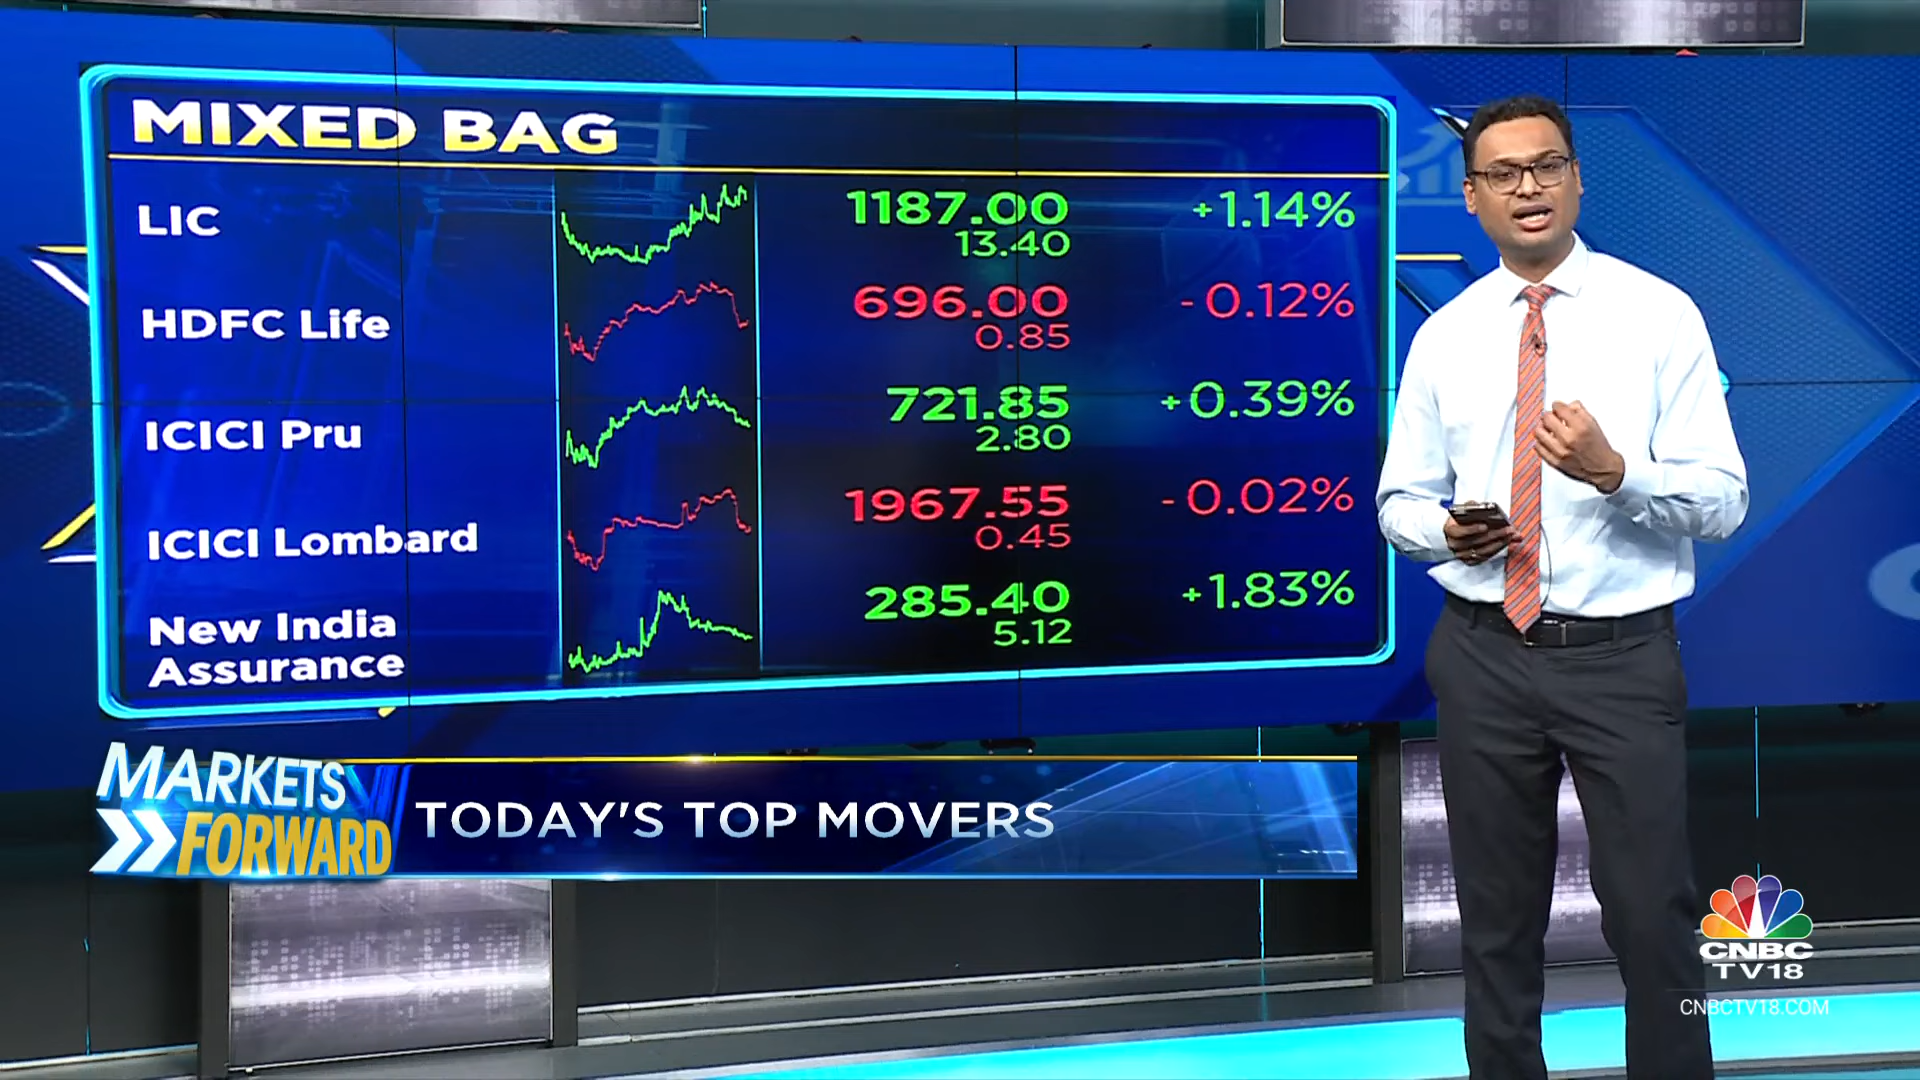 MIXED BAG
LIC 1187.00 +1.14%
13.40
HDFC Life 696.00 -0.12%
0.85
ICICI Pru 721.85 +0.39%
2.80
ICICI Lombard 1967.55 -0.02%
0.45
New India 285.40 +1.83%
Assurance 5.12
MARKETS
FORWARD
TODAY'S TOP MOVERS
CNBC
TV18
CNBCTV18.COM